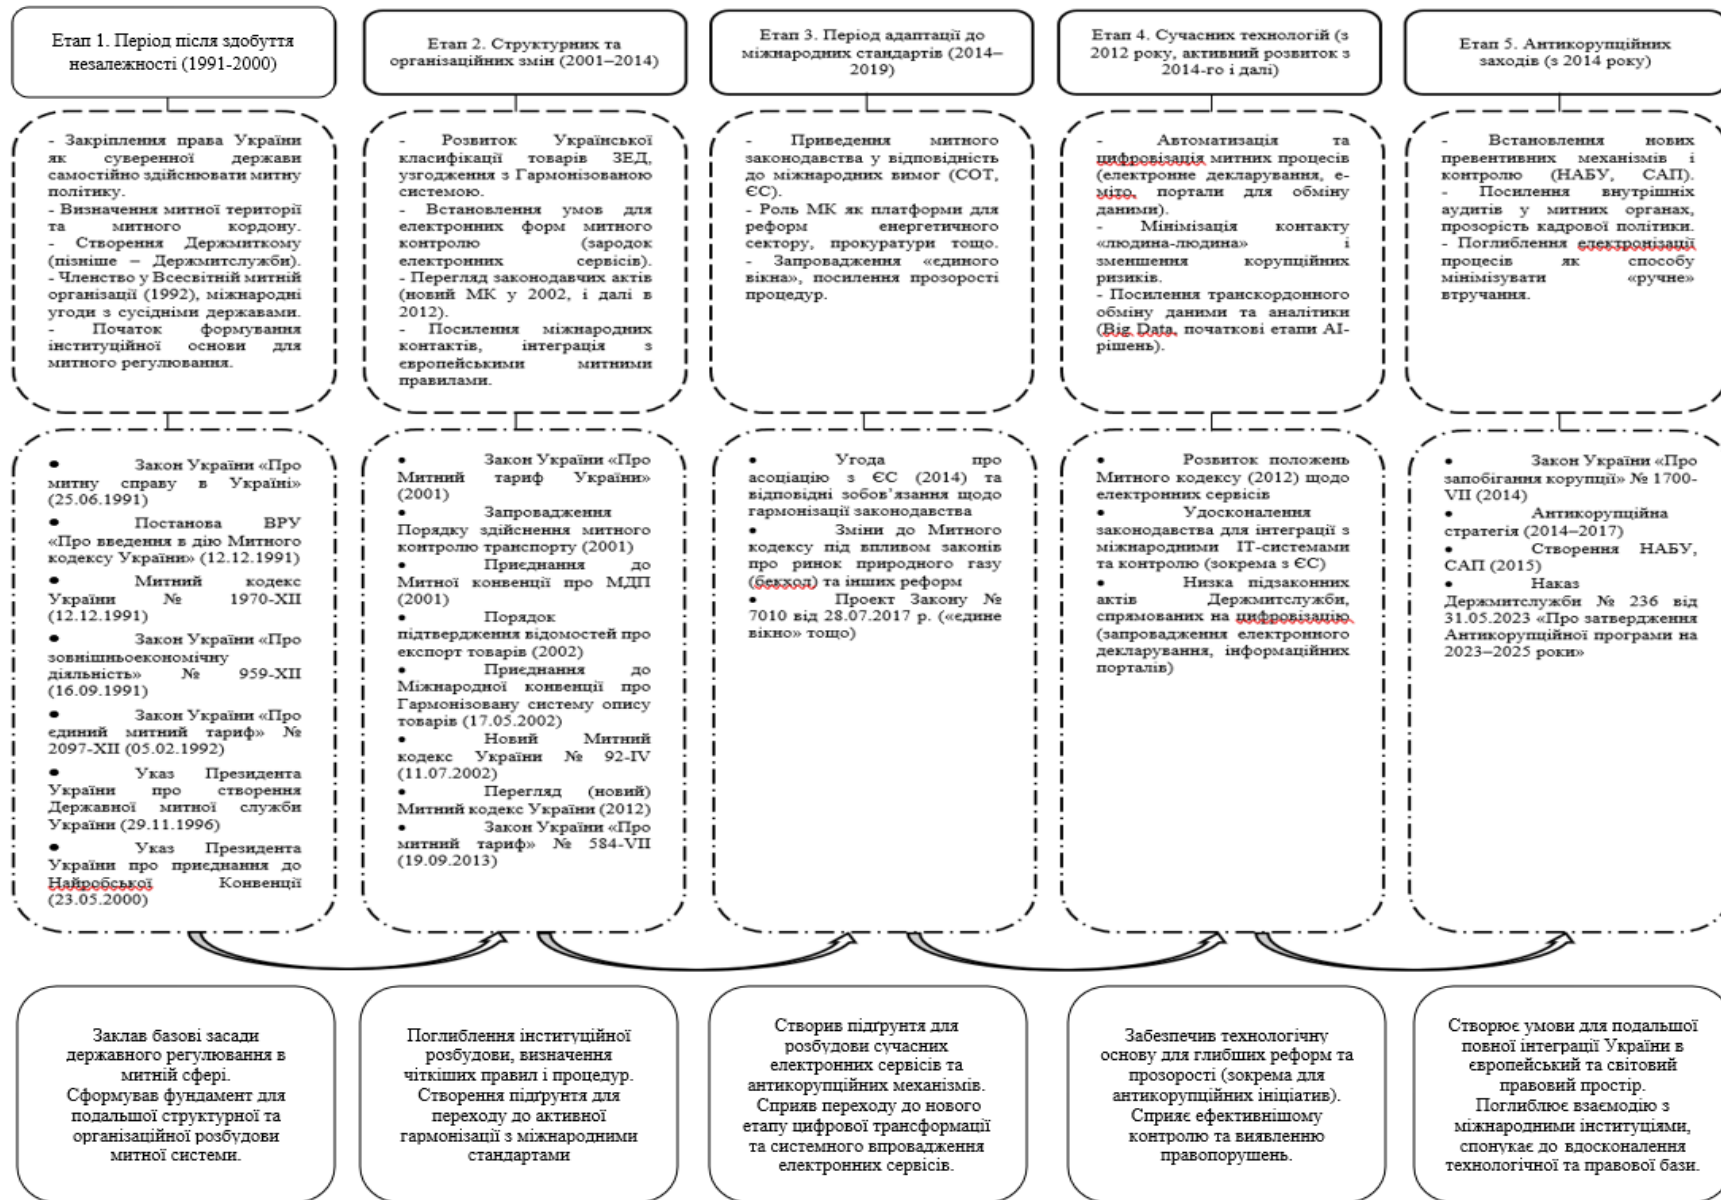 Етап 1. Період після здобуття
незалежності (1991-2000)
Етап 2. Структурних та
організаційних змін (2001–2014)
Етап 3. Період адаптації до
міжнародних стандартів (2014–
2019)
Етап 4. Сучасних технологій (з
2012 року, активний розвиток з
2014-го і далі)
Етап 5. Антикорупційних
заходів (з 2014 року)
- Закріплення права України
як суверенної держави
самостійно здійснювати митну
політику.
- Визначення митної території
та митного кордону.
- Створення Держмиткому
(пізніше – Держмитслужби).
- Членство у Всесвітній митній
організації (1992), міжнародні
угоди з сусідніми державами.
- Початок формування
інституційної основи для
митного регулювання.
- Розвиток Української
класифікації товарів ЗЕД,
узгодження з Гармонізованою
системою.
- Встановлення умов для
електронних форм митного
контролю (зародок
електронних сервісів).
- Перегляд законодавчих актів
(новий МК у 2002, і далі в
2012).
- Посилення міжнародних
контактів, інтеграція з
європейськими митними
правилами.
- Приведення митного
законодавства у відповідність
до міжнародних вимог (СОТ,
ЄС).
- Роль МК як платформи для
реформ енергетичного
сектору, прокуратури тощо.
- Запровадження «єдиного
вікна», посилення прозорості
процедур.
- Автоматизація та
цифровізація митних процесів
(електронне декларування, е-
мито, портали для обміну
даними).
- Мінімізація контакту
«людина-людина» і
зменшення корупційних
ризиків.
- Посилення транскордонного
обміну даними та аналітики
(Big Data, початкові етапи AI-
рішень).
- Встановлення нових
превентивних механізмів і
контролю (НАБУ, САП).
- Посилення внутрішніх
аудитів у митних органах,
прозорість кадрової політики.
- Поглиблення електронізації
процесів як способу
мінімізувати «ручне»
втручання.
• Закон України «Про
митну справу в Україні»
(25.06.1991)
• Постанова ВРУ
«Про введення в дію Митного
кодексу України» (12.12.1991)
• Митний кодекс
України № 1970-XII
(12.12.1991)
• Закон України «Про
зовнішньоекономічну
діяльність» № 959-XII
(16.09.1991)
• Закон України «Про
єдиний митний тариф» №
2097-XII (05.02.1992)
• Указ Президента
України про створення
Державної митної служби
України (29.11.1996)
• Указ Президента
України про приєднання до
Найробської Конвенції
(23.05.2000)
• Закон України «Про
Митний тариф України»
(2001)
• Запровадження
Порядку здійснення митного
контролю транспорту (2001)
• Приєднання до
Митної конвенції про МДП
(2001)
• Порядок
підтвердження відомостей про
експорт товарів (2002)
• Приєднання до
Міжнародної конвенції про
Гармонізовану систему опису
товарів (17.05.2002)
• Новий Митний
кодекс України № 92-IV
(11.07.2002)
• Перегляд (новий)
Митний кодекс України (2012)
• Закон України «Про
митний тариф» № 584-VII
(19.09.2013)
• Угода про
асоціацію з ЄС (2014) та
відповідні зобов’язання щодо
гармонізації законодавства
• Зміни до Митного
кодексу під впливом законів
про ринок природного газу
(бекход) та інших реформ
• Проект Закону №
7010 від 28.07.2017 р. («єдине
вікно» тощо)
• Розвиток положень
Митного кодексу (2012) щодо
електронних сервісів
• Удосконалення
законодавства для інтеграції з
міжнародними ІТ-системами
та контролю (зокрема з ЄС)
• Низка підзаконних
актів Держмитслужби,
спрямованих на цифровізацію
(запровадження електронного
декларування, інформаційних
порталів)
• Закон України «Про
запобігання корупції» № 1700-
VII (2014)
• Антикорупційна
стратегія (2014–2017)
• Створення НАБУ,
САП (2015)
• Наказ
Держмитслужби № 236 від
31.05.2023 «Про затвердження
Антикорупційної програми на
2023–2025 роки»
Заклав базові засади
державного регулювання в
митній сфері.
Сформував фундамент для
подальшої структурної та
організаційної розбудови
митної системи.
Поглиблення інституційної
розбудови, визначення
чіткіших правил і процедур.
Створення підґрунтя для
переходу до активної
гармонізації з міжнародними
стандартами
Створив підґрунтя для
розбудови сучасних
електронних сервісів та
антикорупційних механізмів.
Сприяв переходу до нового
етапу цифрової трансформації
та системного впровадження
електронних сервісів.
Забезпечив технологічну
основу для глибших реформ та
прозорості (зокрема для
антикорупційних ініціатив).
Сприяє ефективнішому
контролю та виявленню
правопорушень.
Створює умови для подальшої
повної інтеграції України в
європейський та світовий
правовий простір.
Поглиблює взаємодію з
міжнародними інституціями,
спонукає до вдосконалення
технологічної та правової бази.